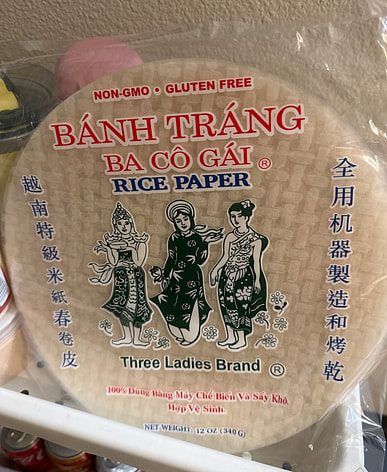 NON-GMO • GLUTEN FREE
BÁNH TRÁNG
BA CÔ GÁI ®
RICE PAPER
越南特級米紙春卷皮
全用机器製造和烤乾
Three Ladies Brand ®
100% Dùng Bằng Máy Chế Biến Và Sấy Khô,
Hợp Vệ Sinh.
NET WEIGHT: 12 OZ (340 G)